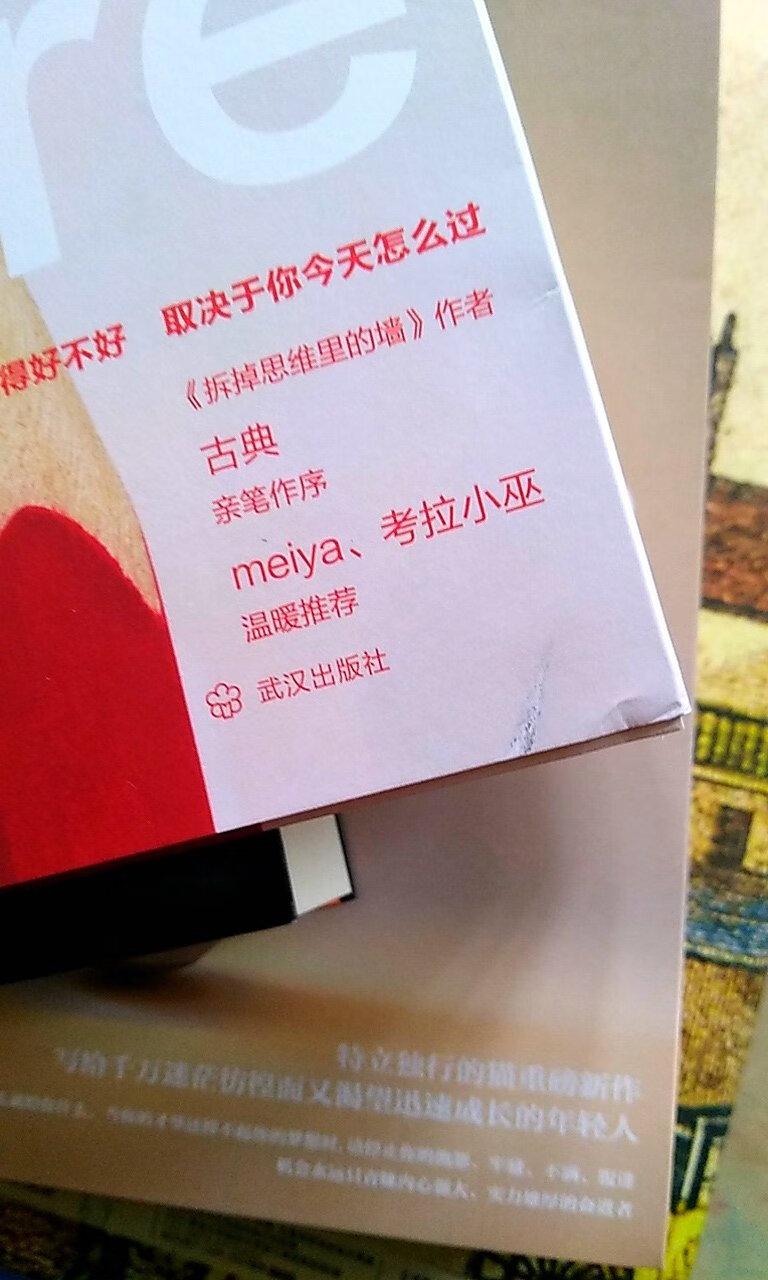 re
得好不好 取决于你今天怎么过
《拆掉思维里的墙》作者
古典
亲笔作序
meiya、考拉小巫
温暖推荐
武汉出版社
特立独行的猫重磅新作
写给千万迷茫彷徨而又渴望迅速成长的年轻人